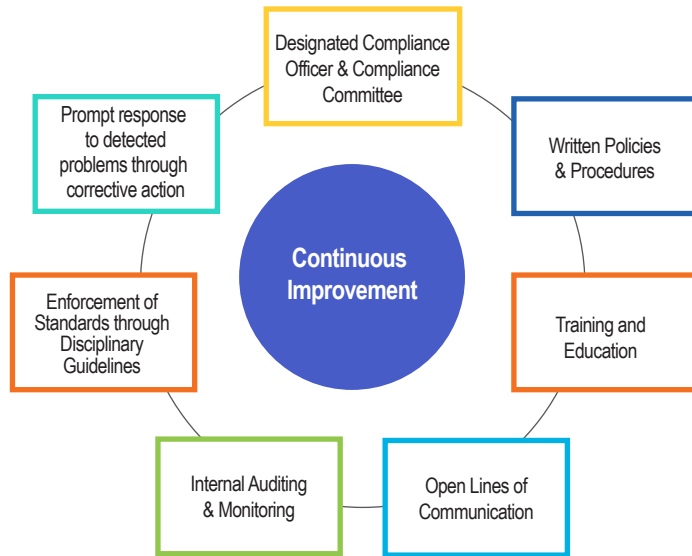 Designated Compliance
Officer & Compliance
Committee
Written Policies
& Procedures
Training and
Education
Open Lines of
Communication
Internal Auditing
& Monitoring
Enforcement of
Standards through
Disciplinary
Guidelines
Prompt response
to detected
problems through
corrective action
Continuous
Improvement